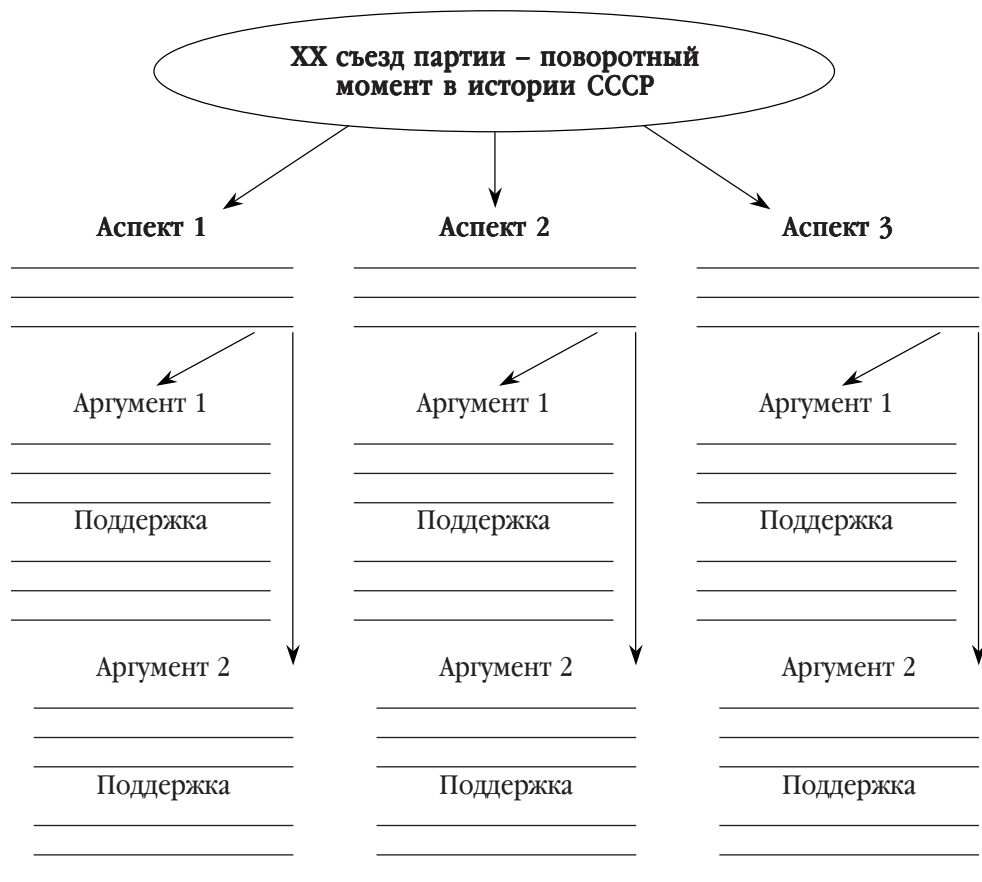 XX съезд партии – поворотный
момент в истории СССР
Аспект 1
Аспект 2
Аспект 3
Аргумент 1
Аргумент 1
Аргумент 1
Поддержка
Поддержка
Поддержка
Аргумент 2
Аргумент 2
Аргумент 2
Поддержка
Поддержка
Поддержка